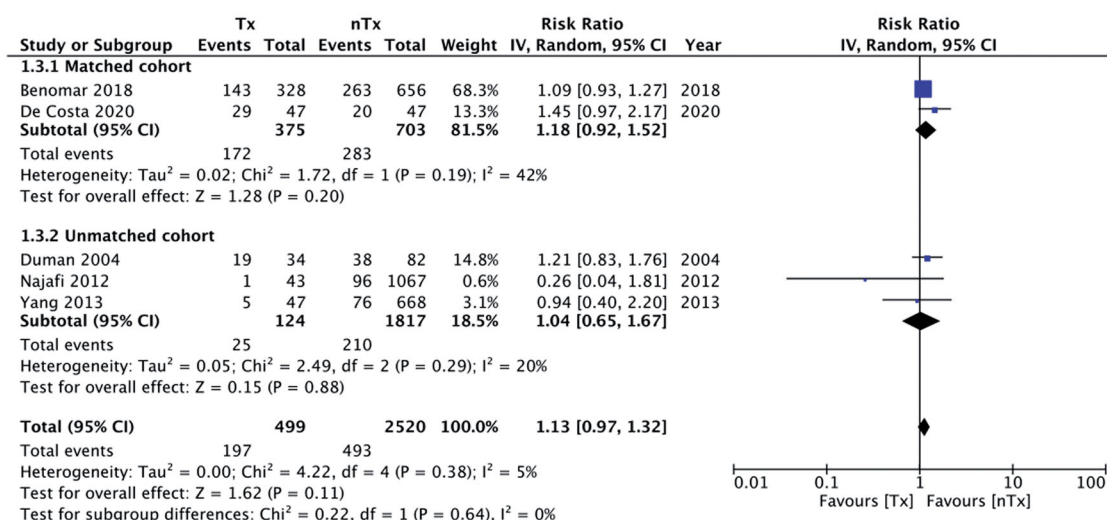 Tx nTx Risk Ratio Risk Ratio
Study or Subgroup Events Total Events Total Weight IV, Random, 95% CI Year IV, Random, 95% CI
1.3.1 Matched cohort
Benomar 2018 143 328 263 656 68.3% 1.09 [0.93, 1.27] 2018
De Costa 2020 29 47 20 47 13.3% 1.45 [0.97, 2.17] 2020
Subtotal (95% CI) 375 703 81.5% 1.18 [0.92, 1.52]
Total events 172 283
Heterogeneity: Tau² = 0.02; Chi² = 1.72, df = 1 (P = 0.19); I² = 42%
Test for overall effect: Z = 1.28 (P = 0.20)
1.3.2 Unmatched cohort
Duman 2004 19 34 38 82 14.8% 1.21 [0.83, 1.76] 2004
Najafi 2012 1 43 96 1067 0.6% 0.26 [0.04, 1.81] 2012
Yang 2013 5 47 76 668 3.1% 0.94 [0.40, 2.20] 2013
Subtotal (95% CI) 124 1817 18.5% 1.04 [0.65, 1.67]
Total events 25 210
Heterogeneity: Tau² = 0.05; Chi² = 2.49, df = 2 (P = 0.29); I² = 20%
Test for overall effect: Z = 0.15 (P = 0.88)
Total (95% CI) 499 2520 100.0% 1.13 [0.97, 1.32]
Total events 197 493
Heterogeneity: Tau² = 0.00; Chi² = 4.22, df = 4 (P = 0.38); I² = 5%
Test for overall effect: Z = 1.62 (P = 0.11)
Test for subgroup differences: Chi² = 0.22, df = 1 (P = 0.64), I² = 0%
0.01 0.1 1 10 100
Favours [Tx] Favours [nTx]